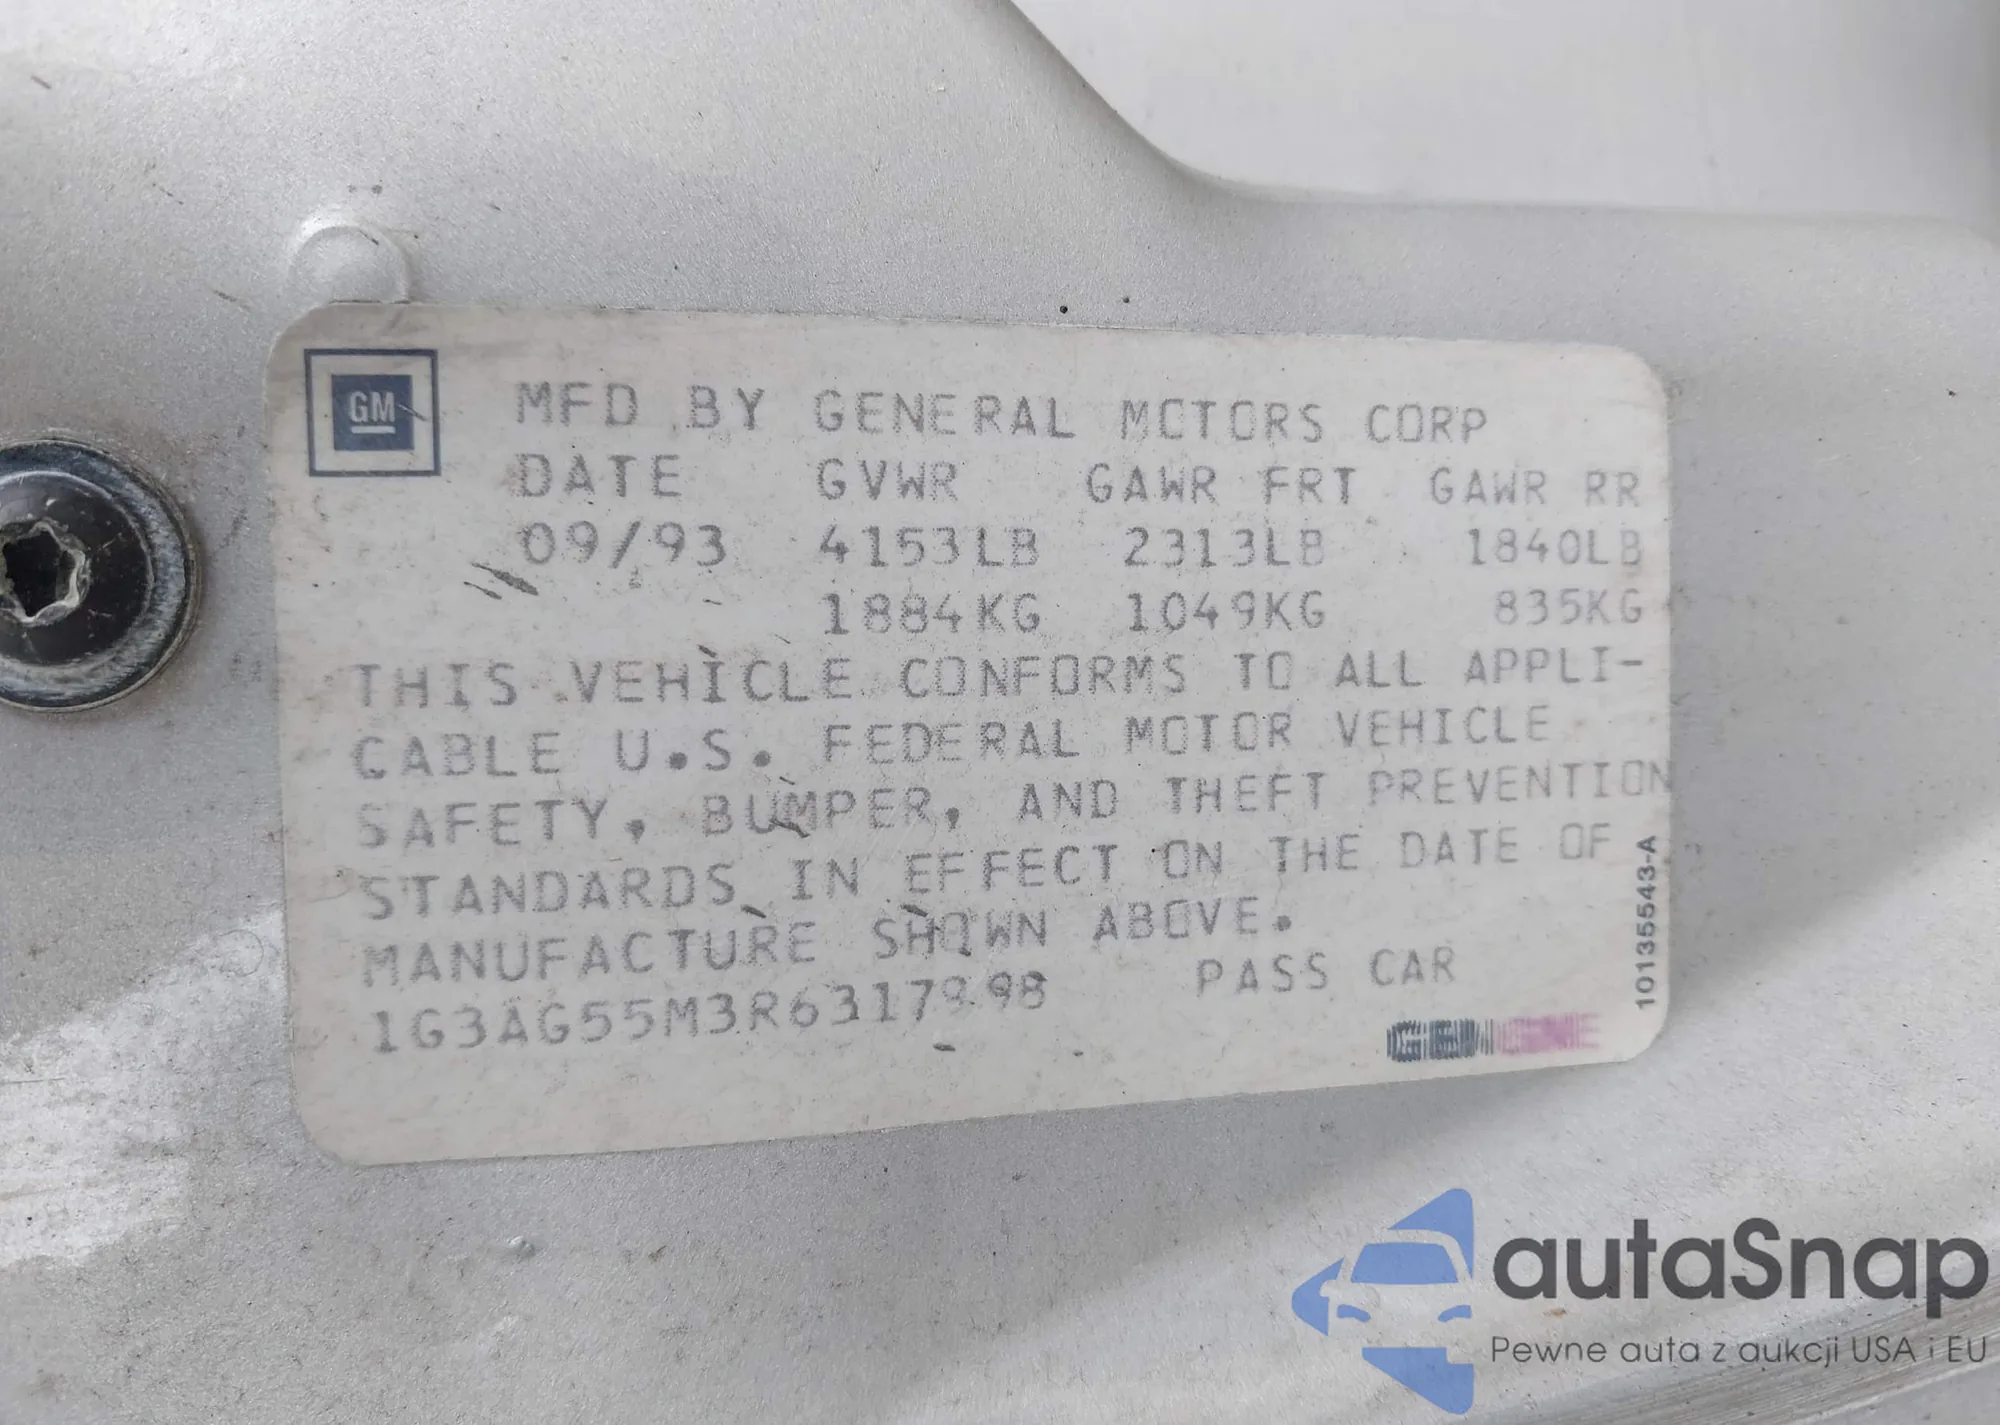 GM
MFD BY GENERAL MOTORS CORP
DATE GVWR GAWR FRT GAWR RR
09/93 4153LB 2313LB 1840LB
1884KG 1049KG 835KG
THIS VEHICLE CONFORMS TO ALL APPLI-
CABLE U.S. FEDERAL MOTOR VEHICLE
SAFETY, BUMPER, AND THEFT PREVENTION
STANDARDS IN EFFECT ON THE DATE OF
MANUFACTURE SHOWN ABOVE.
1G3AG55M3R6317998 PASS CAR
10135543-A
autaSnap
Pewne auta z aukcji USA i EU